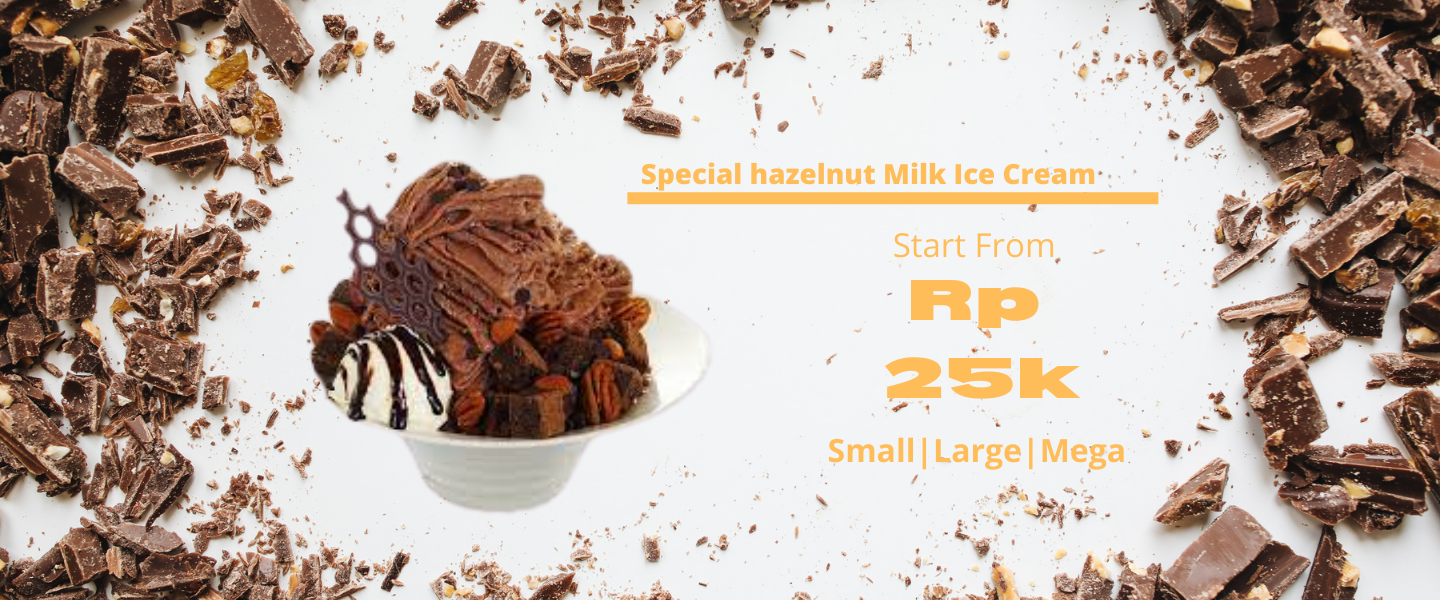 Special hazelnut Milk Ice Cream
Start From
Rp
25k
Small|Large|Mega